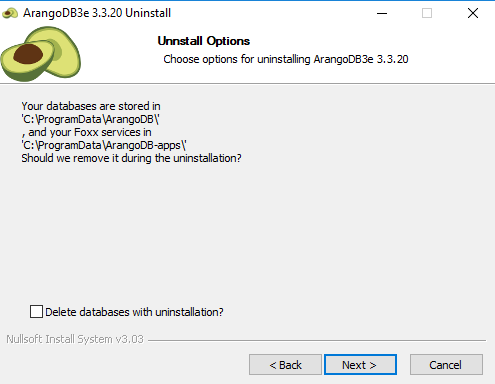 ArangoDB3e 3.3.20 Uninstall
Unnstall Options
Choose options for uninstalling ArangoDB3e 3.3.20
Your databases are stored in
'C:\ProgramData\ArangoDB\'
, and your Foxx services in
'C:\ProgramData\ArangoDB-apps\'
Should we remove it during the uninstallation?
Delete databases with uninstallation?
Nullsoft Install System v3.03
< Back
Next >
Cancel